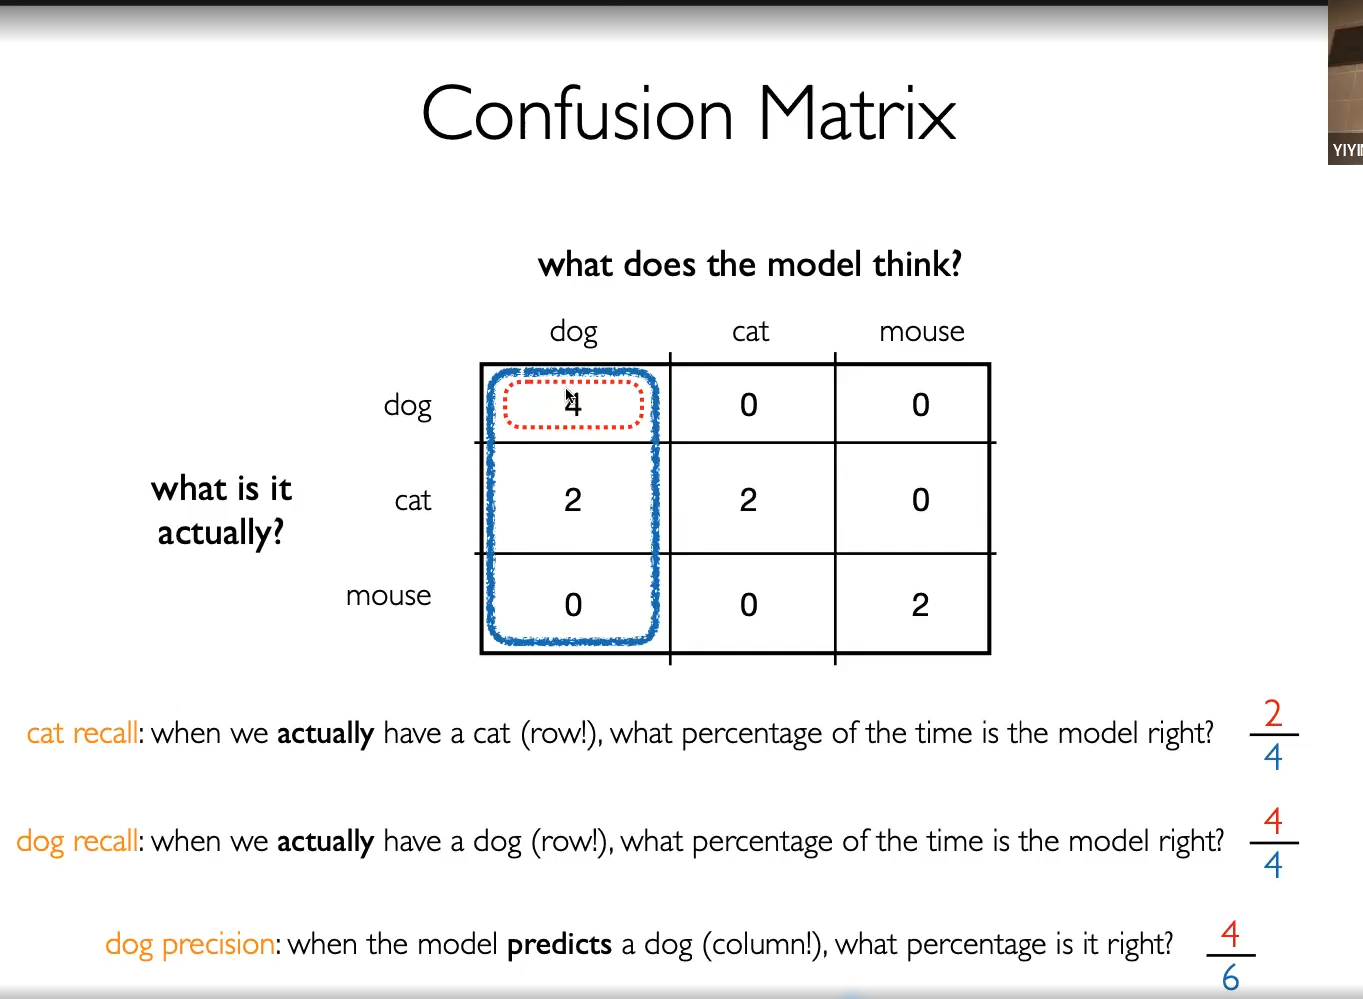 YIYI
Confusion Matrix
what does the model think?
dog cat mouse
dog 4 0 0
what is it
actually?
cat 2 2 0
mouse 0 0 2
cat recall: when we actually have a cat (row!), what percentage of the time is the model right? 2/4
dog recall: when we actually have a dog (row!), what percentage of the time is the model right? 4/4
dog precision: when the model predicts a dog (column!), what percentage is it right? 4/6